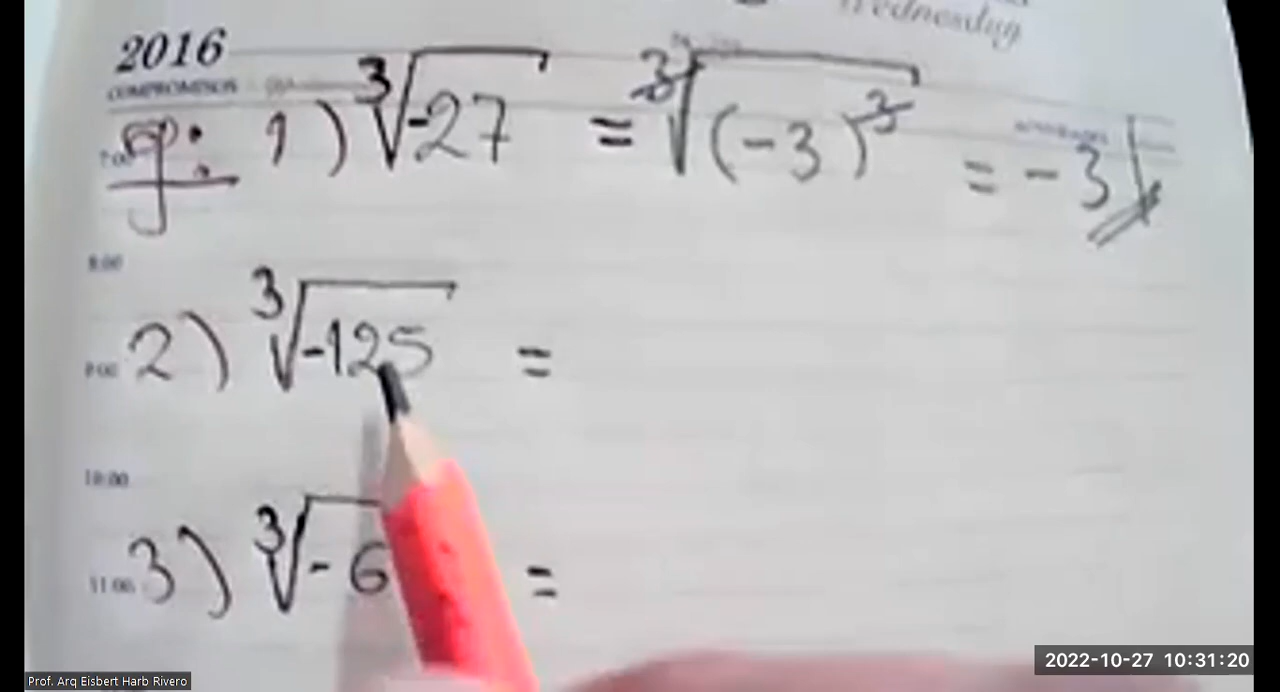 Wednesday
2016
COMPROMISOS
ej: 1) ∛-27 = ∛(-3)³ = -3
7:00
8:00
2) ∛-125 =
9:00
10:00
3) ∛-6 =
11:00
2022-10-27 10:31:20
Prof. Arq Eisbert Harb Rivero